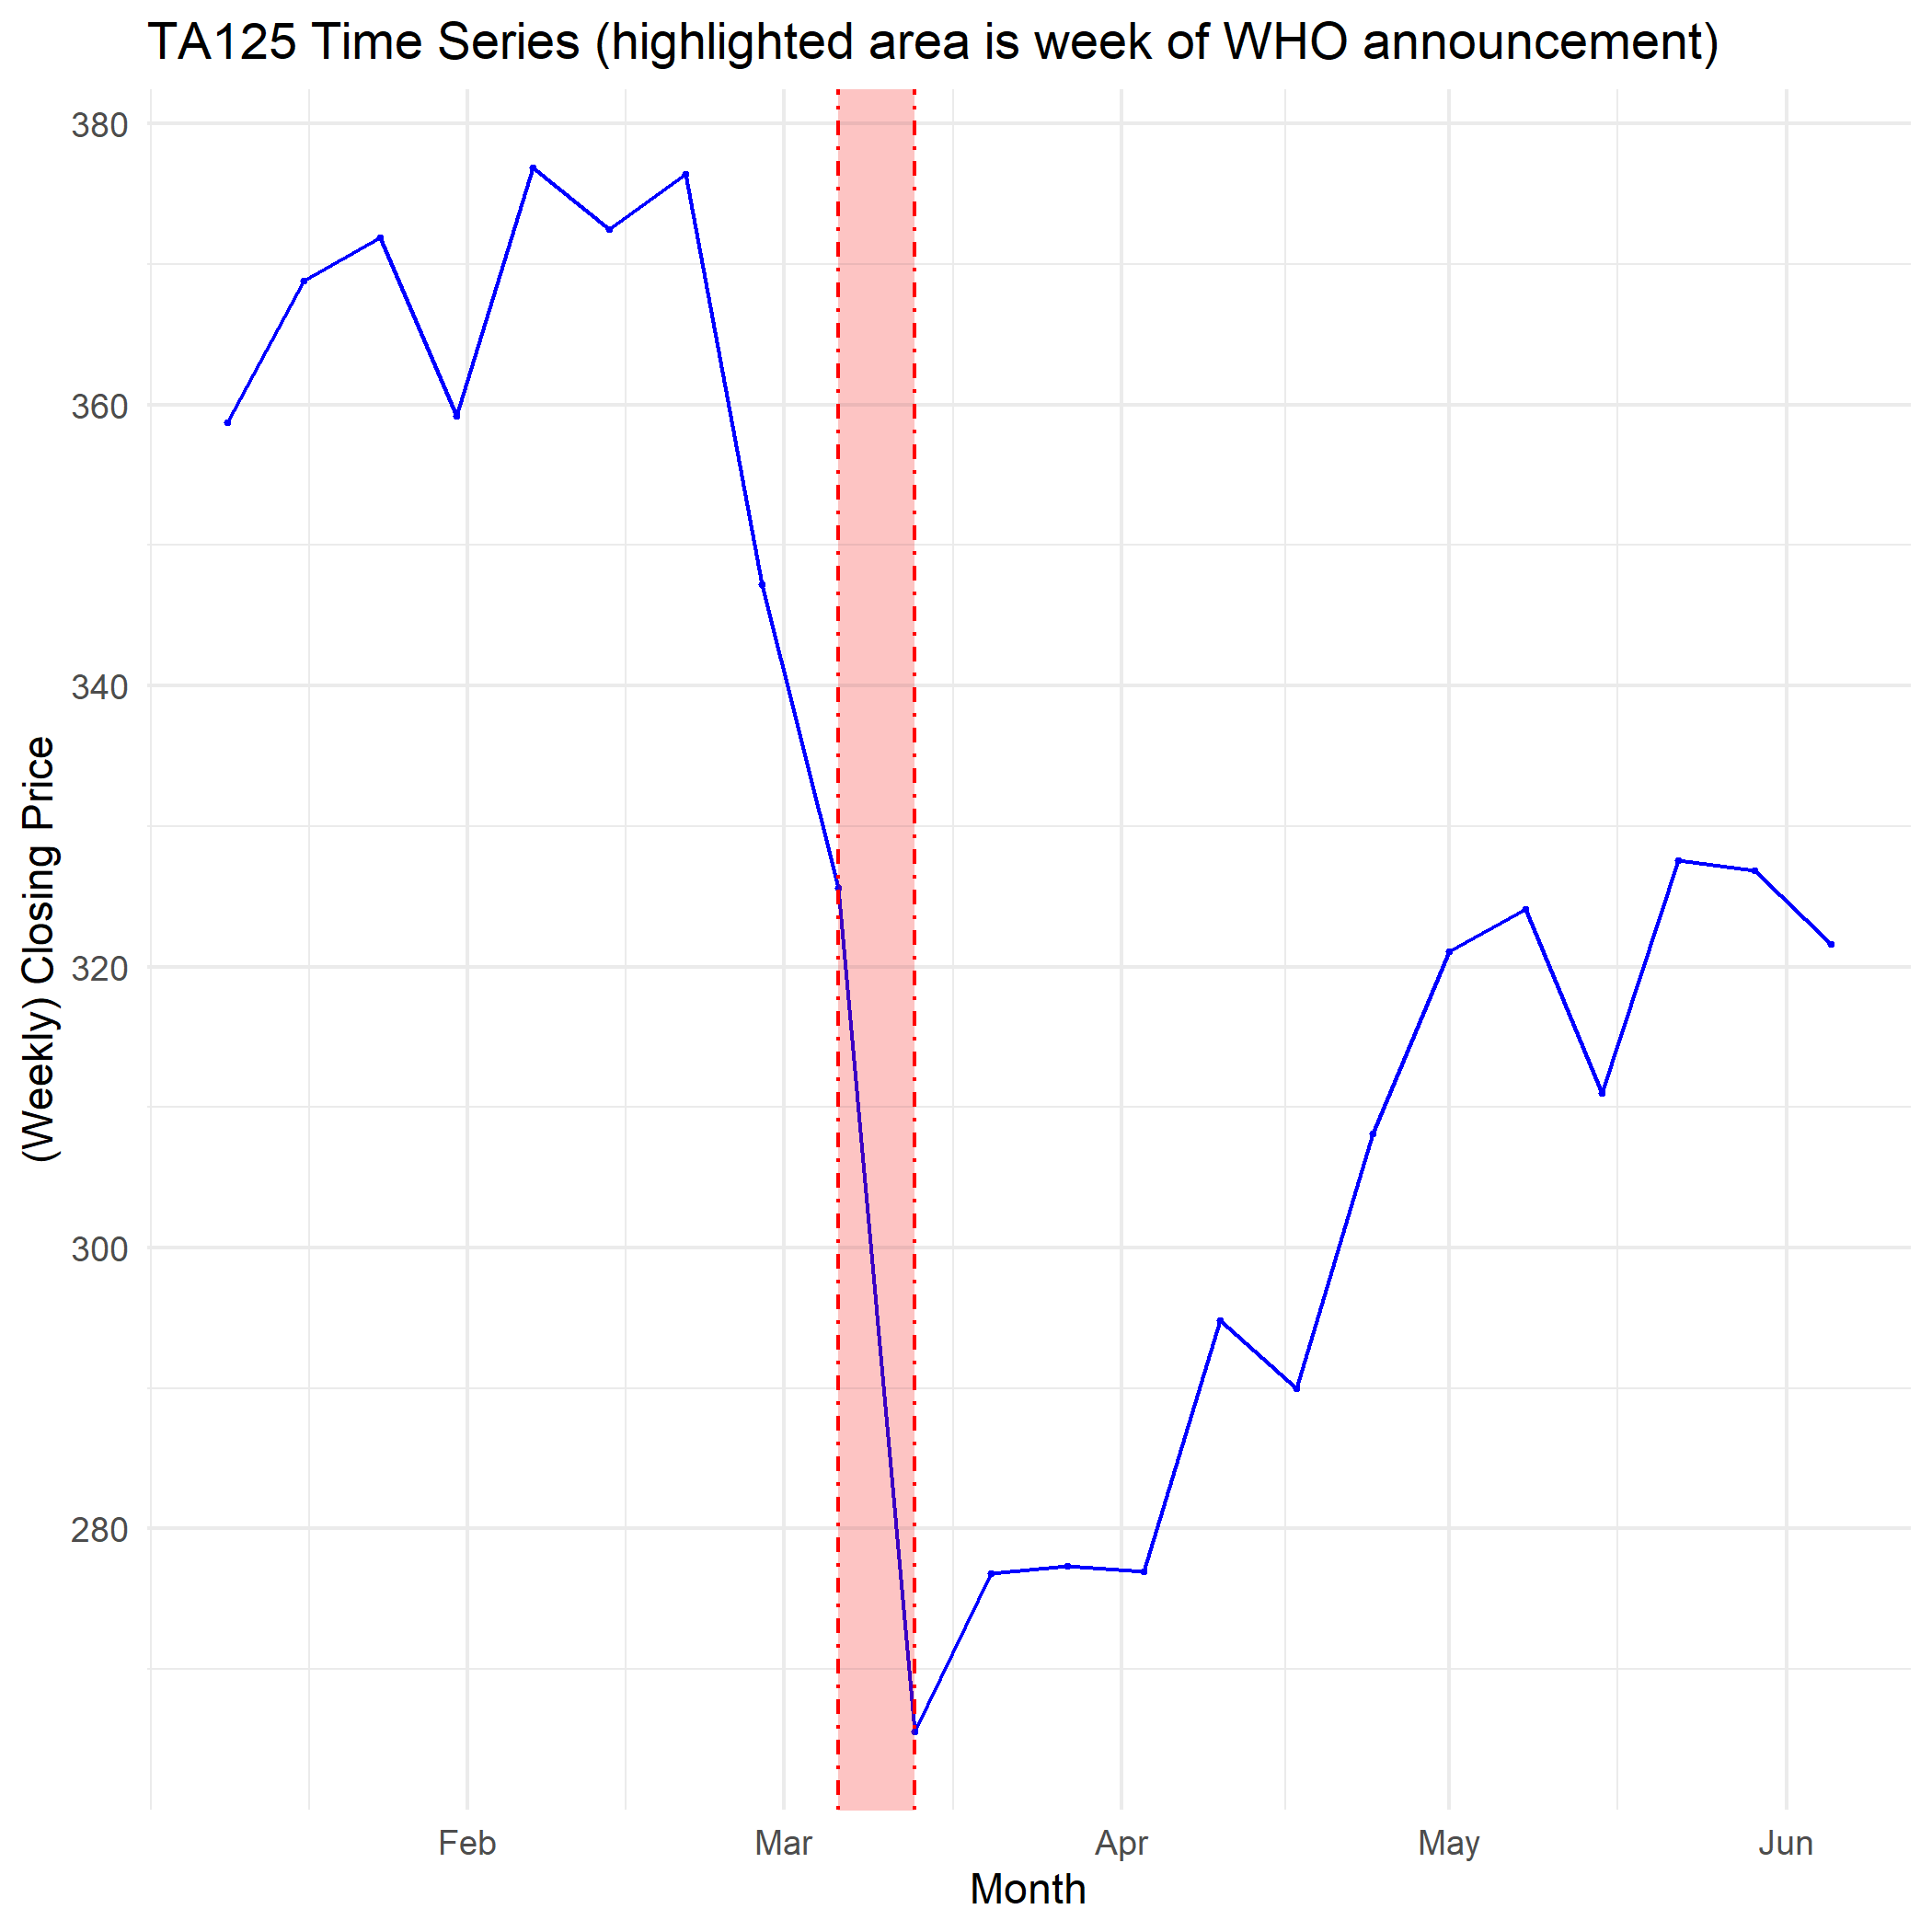 TA125 Time Series (highlighted area is week of WHO announcement)
(Weekly) Closing Price
380
360
340
320
300
280
Feb
Mar
Apr
May
Jun
Month